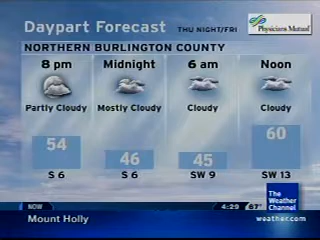 Daypart Forecast THU NIGHT/FRI Physicians Mutual
NORTHERN BURLINGTON COUNTY
8 pm Midnight 6 am Noon
Partly Cloudy Mostly Cloudy Cloudy Cloudy
54 46 45 60
S 6 S 6 SW 9 SW 13
The
Weather
Channel
NOW 4:29 67°
Mount Holly weather.com